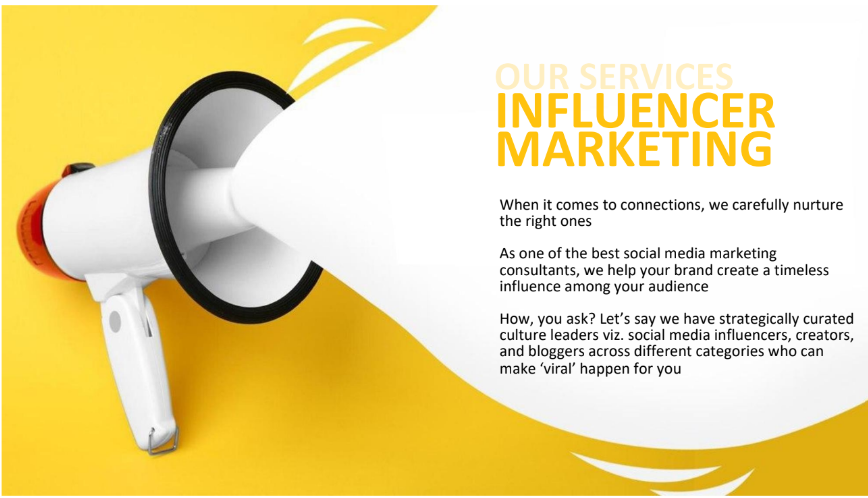 OUR SERVICES
INFLUENCER
MARKETING
When it comes to connections, we carefully nurture
the right ones
As one of the best social media marketing
consultants, we help your brand create a timeless
influence among your audience
How, you ask? Let’s say we have strategically curated
culture leaders viz. social media influencers, creators,
and bloggers across different categories who can
make ‘viral’ happen for you